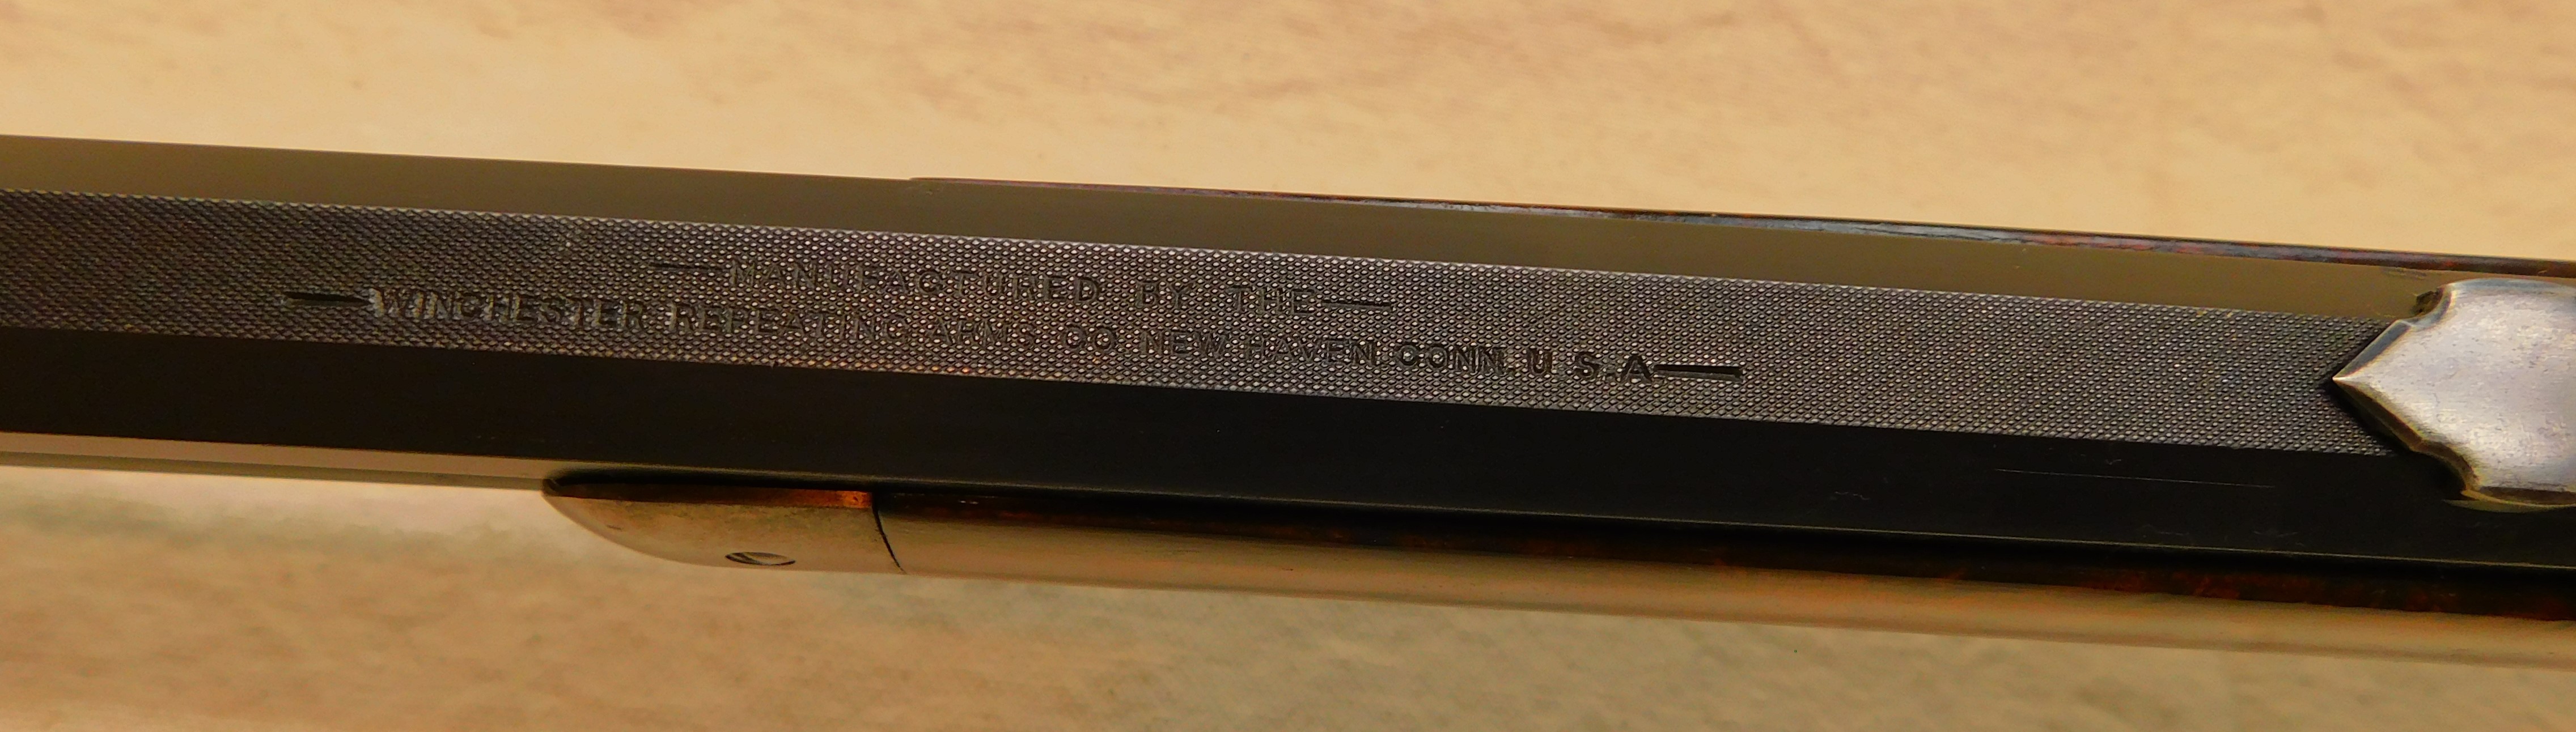 — MANUFACTURED BY THE —
— WINCHESTER REPEATING ARMS CO NEW HAVEN CONN. U.S.A —